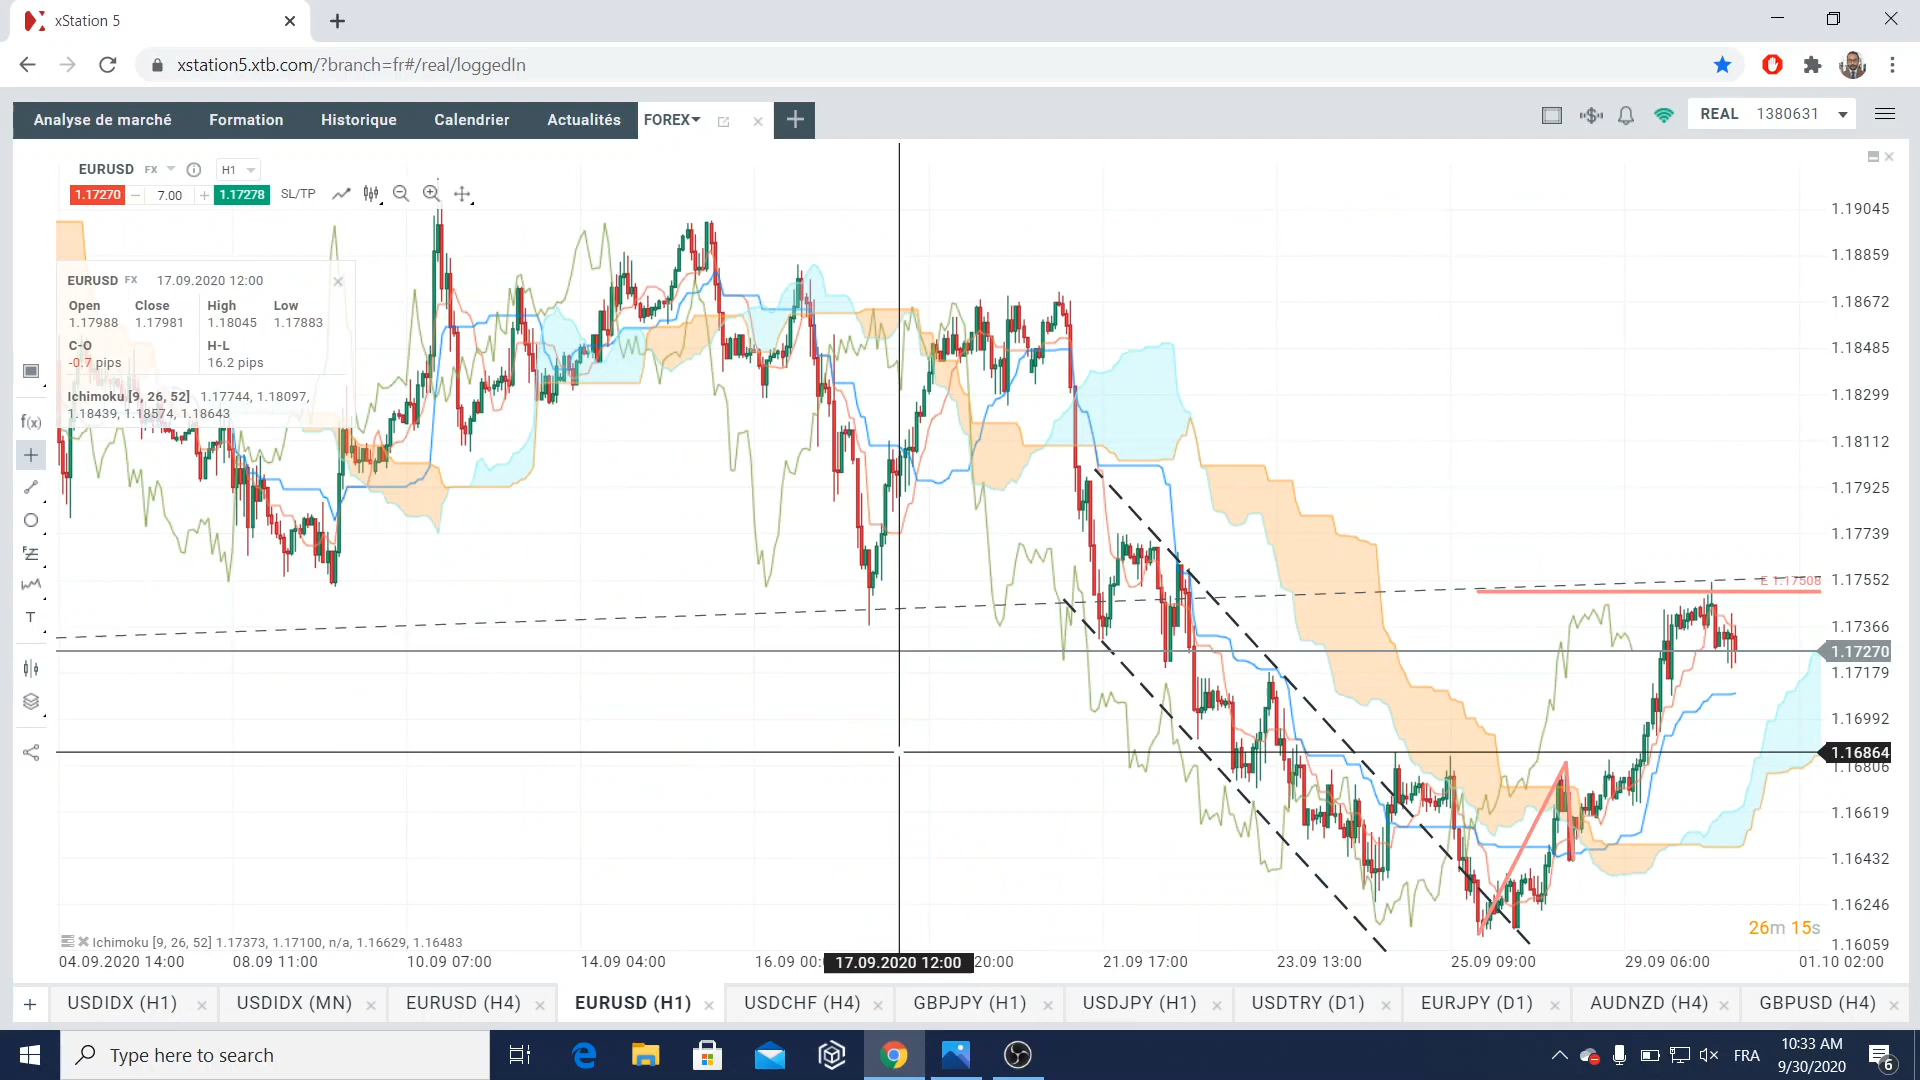 xStation 5
xstation5.xtb.com/?branch=fr#/real/loggedIn
Analyse de marché Formation Historique Calendrier Actualités FOREX REAL 1380631
EURUSD FX H1
1.17270 7.00 1.17278 SL/TP
EURUSD FX 17.09.2020 12:00
Open Close High Low
1.17988 1.17981 1.18045 1.17883
C-O H-L
-0.7 pips 16.2 pips
Ichimoku [9, 26, 52] 1.17744, 1.18097,
1.18439, 1.18574, 1.18643
f(x)
T
1.19045
1.18859
1.18672
1.18485
1.18299
1.18112
1.17925
1.17739
E 1.17508
1.17552
1.17366
1.17270
1.17179
1.16992
1.16864
1.16806
1.16619
1.16432
1.16246
26m 15s
1.16059
Ichimoku [9, 26, 52] 1.17373, 1.17100, n/a, 1.16629, 1.16483
04.09.2020 14:00 08.09 11:00 10.09 07:00 14.09 04:00 16.09 00: 17.09.2020 12:00 20:00 21.09 17:00 23.09 13:00 25.09 09:00 29.09 06:00 01.10 02:00
USDIDX (H1) USDIDX (MN) EURUSD (H4) EURUSD (H1) USDCHF (H4) GBPJPY (H1) USDJPY (H1) USDTRY (D1) EURJPY (D1) AUDNZD (H4) GBPUSD (H4)
Type here to search
FRA
10:33 AM
9/30/2020
6